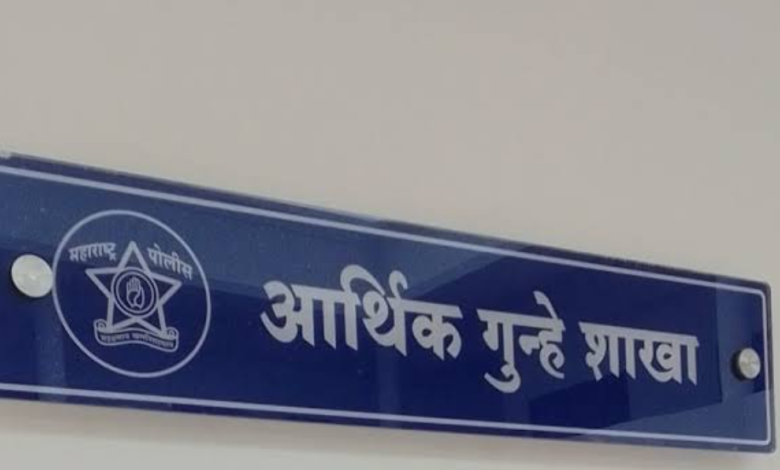 महाराष्ट्र पोलीस
आर्थिक गुन्हे शाखा